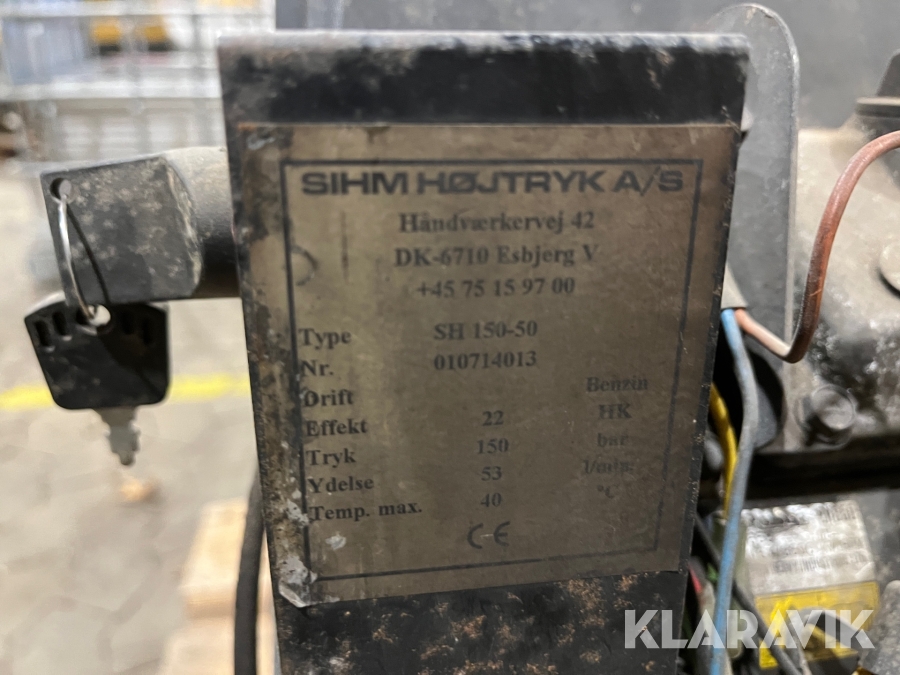 SIHM HØJTRYK A/S
Håndværkervej 42
DK-6710 Esbjerg V
+45 75 15 97 00
Type SH 150-50
Nr. 010714013
Drift Benzin
Effekt 22 HK
Tryk 150 bar
Ydelse 53 l/min.
Temp. max. 40 °C
CE
KLARAVIK